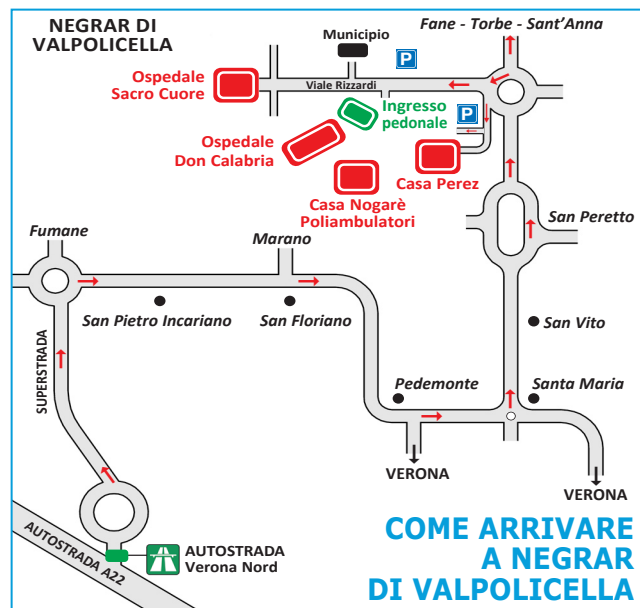 NEGRAR DI
VALPOLICELLA
Fane - Torbe - Sant'Anna
Municipio
P
Ospedale
Sacro Cuore
Viale Rizzardi
Ingresso
pedonale
P
Ospedale
Don Calabria
Casa Perez
Casa Nogarè
Poliambulatori
Fumane
Marano
San Peretto
San Pietro Incariano
San Floriano
San Vito
SUPERSTRADA
Pedemonte
Santa Maria
VERONA
VERONA
AUTOSTRADA A22
AUTOSTRADA
Verona Nord
COME ARRIVARE
A NEGRAR
DI VALPOLICELLA